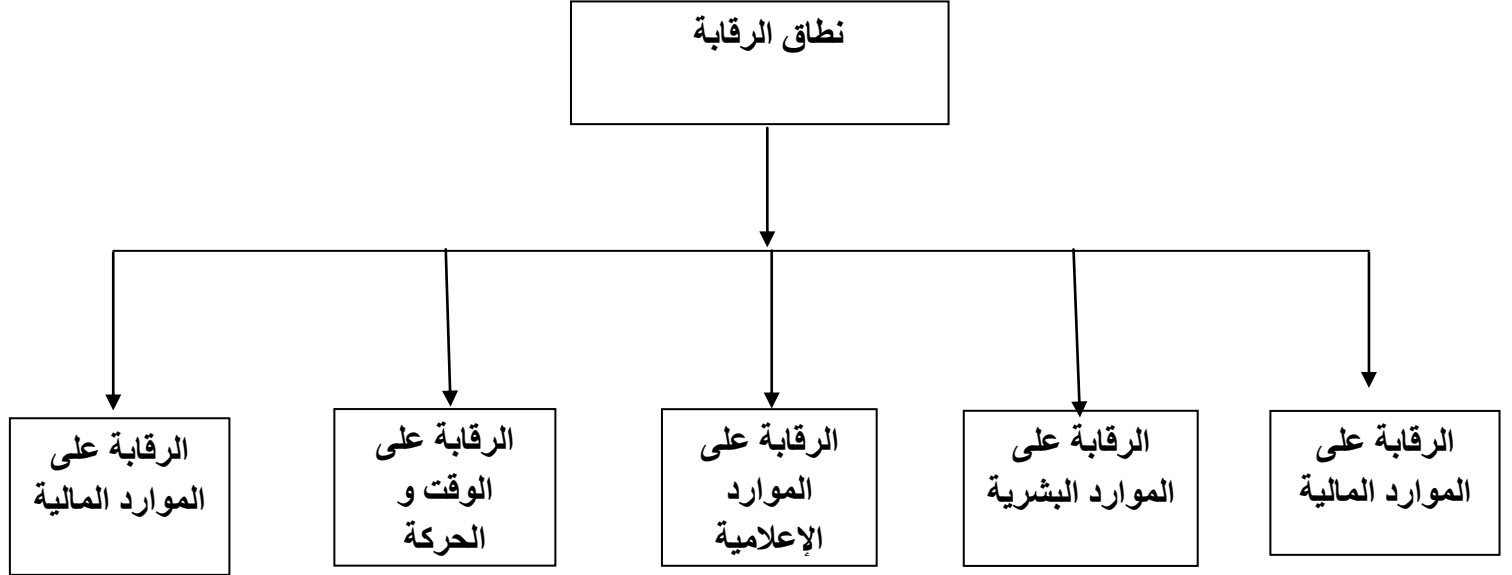 نطاق الرقابة
الرقابة على
الموارد المالية
الرقابة على
الموارد البشرية
الرقابة على
الموارد
الإعلامية
الرقابة على
الوقت و
الحركة
الرقابة على
الموارد المالية